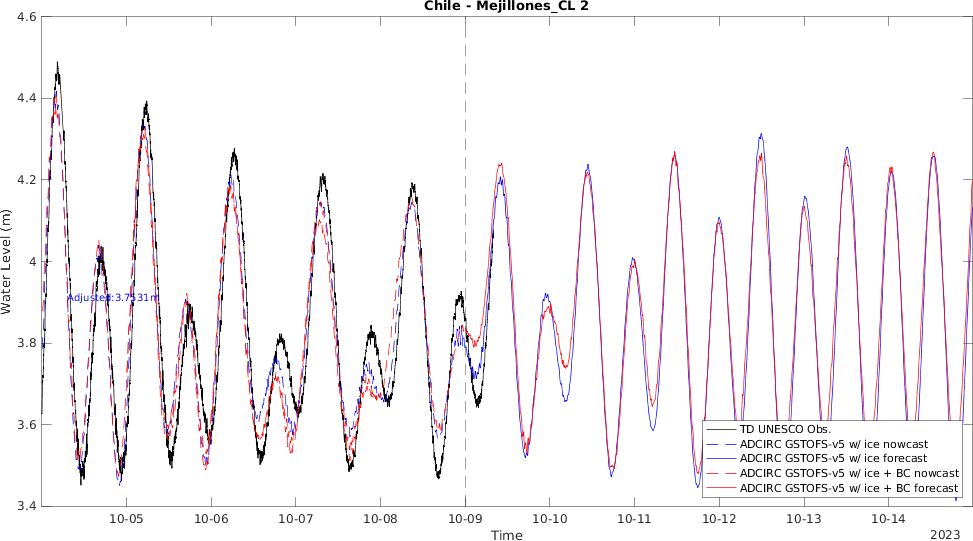 Chile - Mejillones_CL 2
4.6
4.4
4.2
4
3.8
3.6
3.4
Water Level (m)
Adjusted:3.7531m
TD UNESCO Obs.
ADCIRC GSTOFS-v5 w/ ice nowcast
ADCIRC GSTOFS-v5 w/ ice forecast
ADCIRC GSTOFS-v5 w/ ice + BC nowcast
ADCIRC GSTOFS-v5 w/ ice + BC forecast
10-05 10-06 10-07 10-08 10-09 10-10 10-11 10-12 10-13 10-14
Time
2023